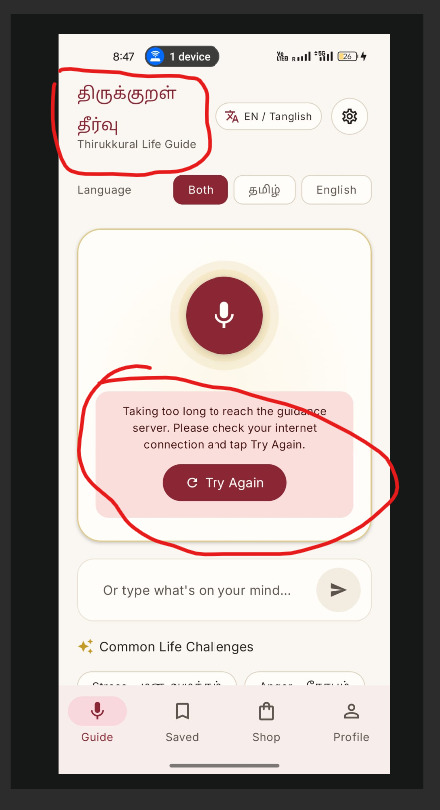 8:47
1 device
26
திருக்குறள்
தீர்வு
Thirukkural Life Guide
EN / Tanglish
Language
Both
தமிழ்
English
Taking too long to reach the guidance
server. Please check your internet
connection and tap Try Again.
Try Again
Or type what's on your mind...
Common Life Challenges
Guide
Saved
Shop
Profile